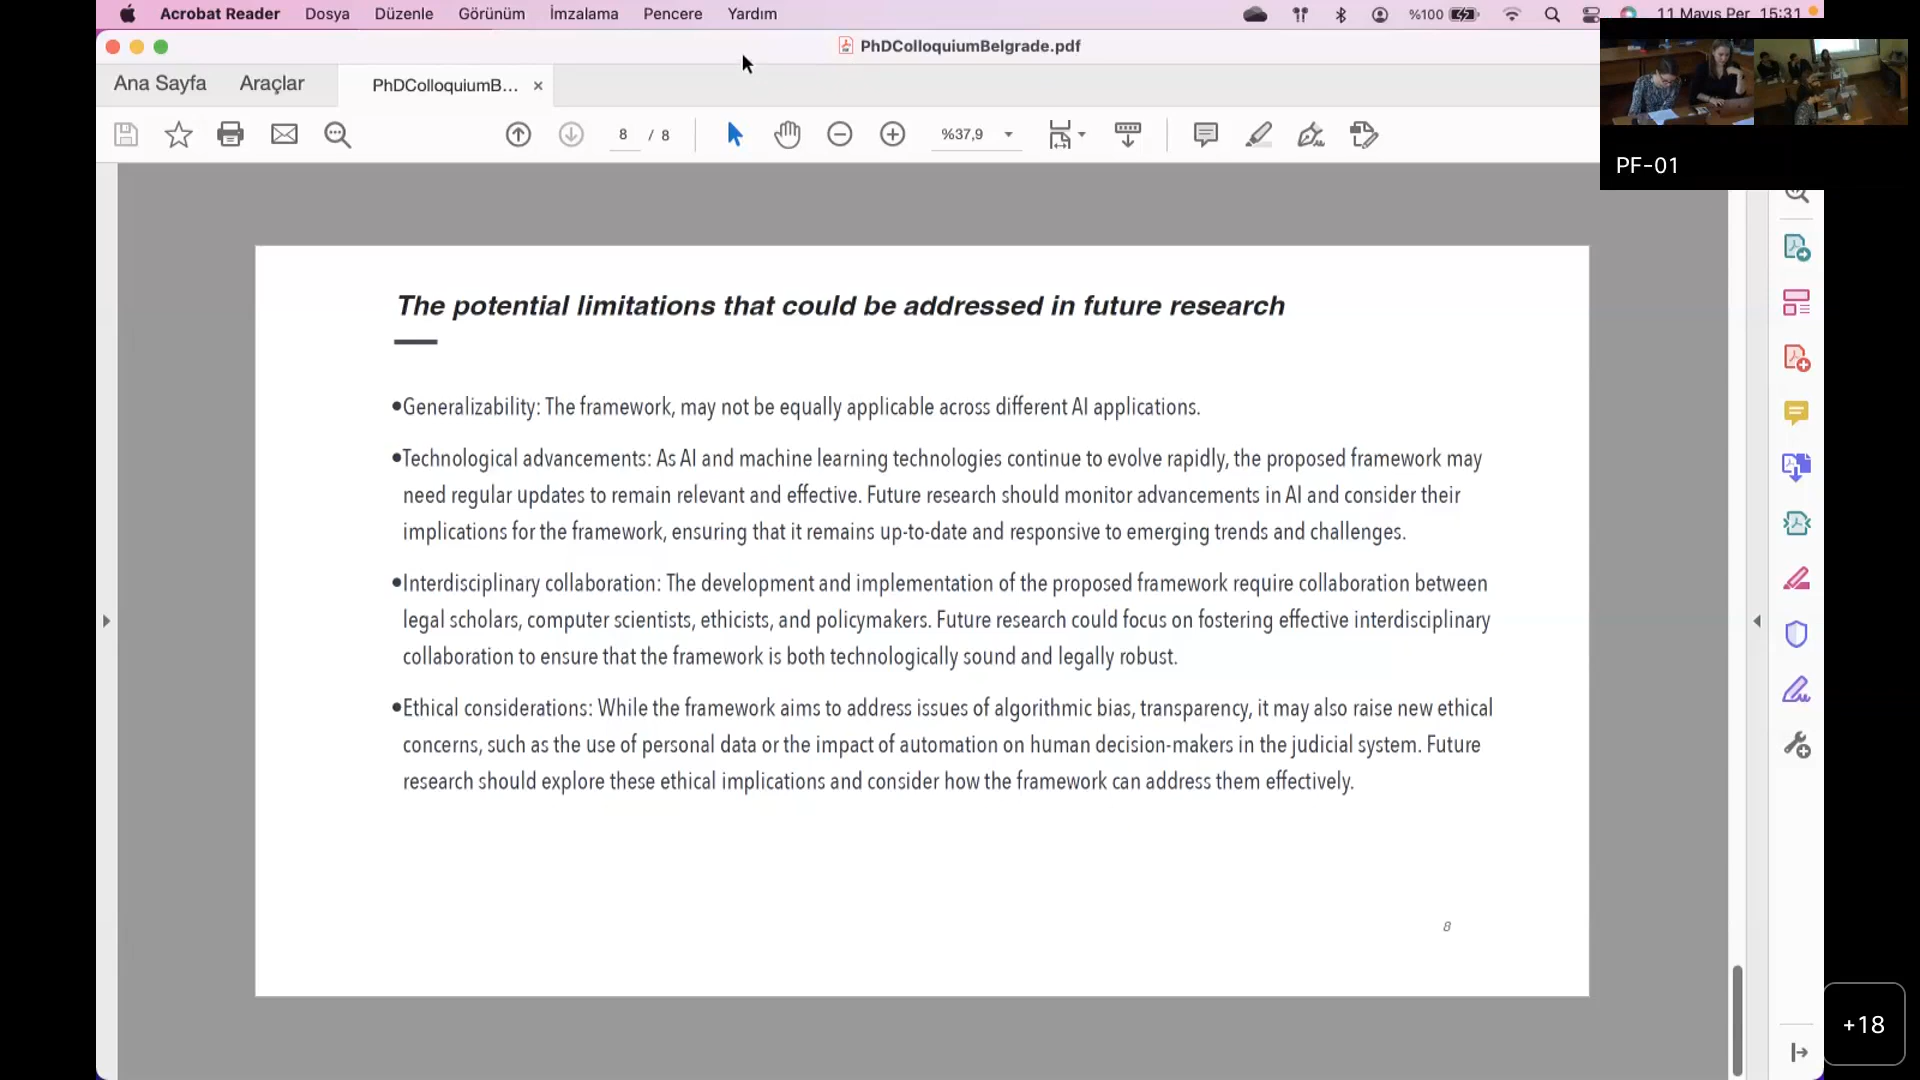 Acrobat Reader Dosya Düzenle Görünüm İmzalama Pencere Yardım %100 11 Mayıs Per 15:31
PhDColloquiumBelgrade.pdf
Ana Sayfa Araçlar PhDColloquiumB... ×
8 / 8 %37,9
PF-01
The potential limitations that could be addressed in future research
•Generalizability: The framework, may not be equally applicable across different AI applications.
•Technological advancements: As AI and machine learning technologies continue to evolve rapidly, the proposed framework may
need regular updates to remain relevant and effective. Future research should monitor advancements in AI and consider their
implications for the framework, ensuring that it remains up-to-date and responsive to emerging trends and challenges.
•Interdisciplinary collaboration: The development and implementation of the proposed framework require collaboration between
legal scholars, computer scientists, ethicists, and policymakers. Future research could focus on fostering effective interdisciplinary
collaboration to ensure that the framework is both technologically sound and legally robust.
•Ethical considerations: While the framework aims to address issues of algorithmic bias, transparency, it may also raise new ethical
concerns, such as the use of personal data or the impact of automation on human decision-makers in the judicial system. Future
research should explore these ethical implications and consider how the framework can address them effectively.
8
+18